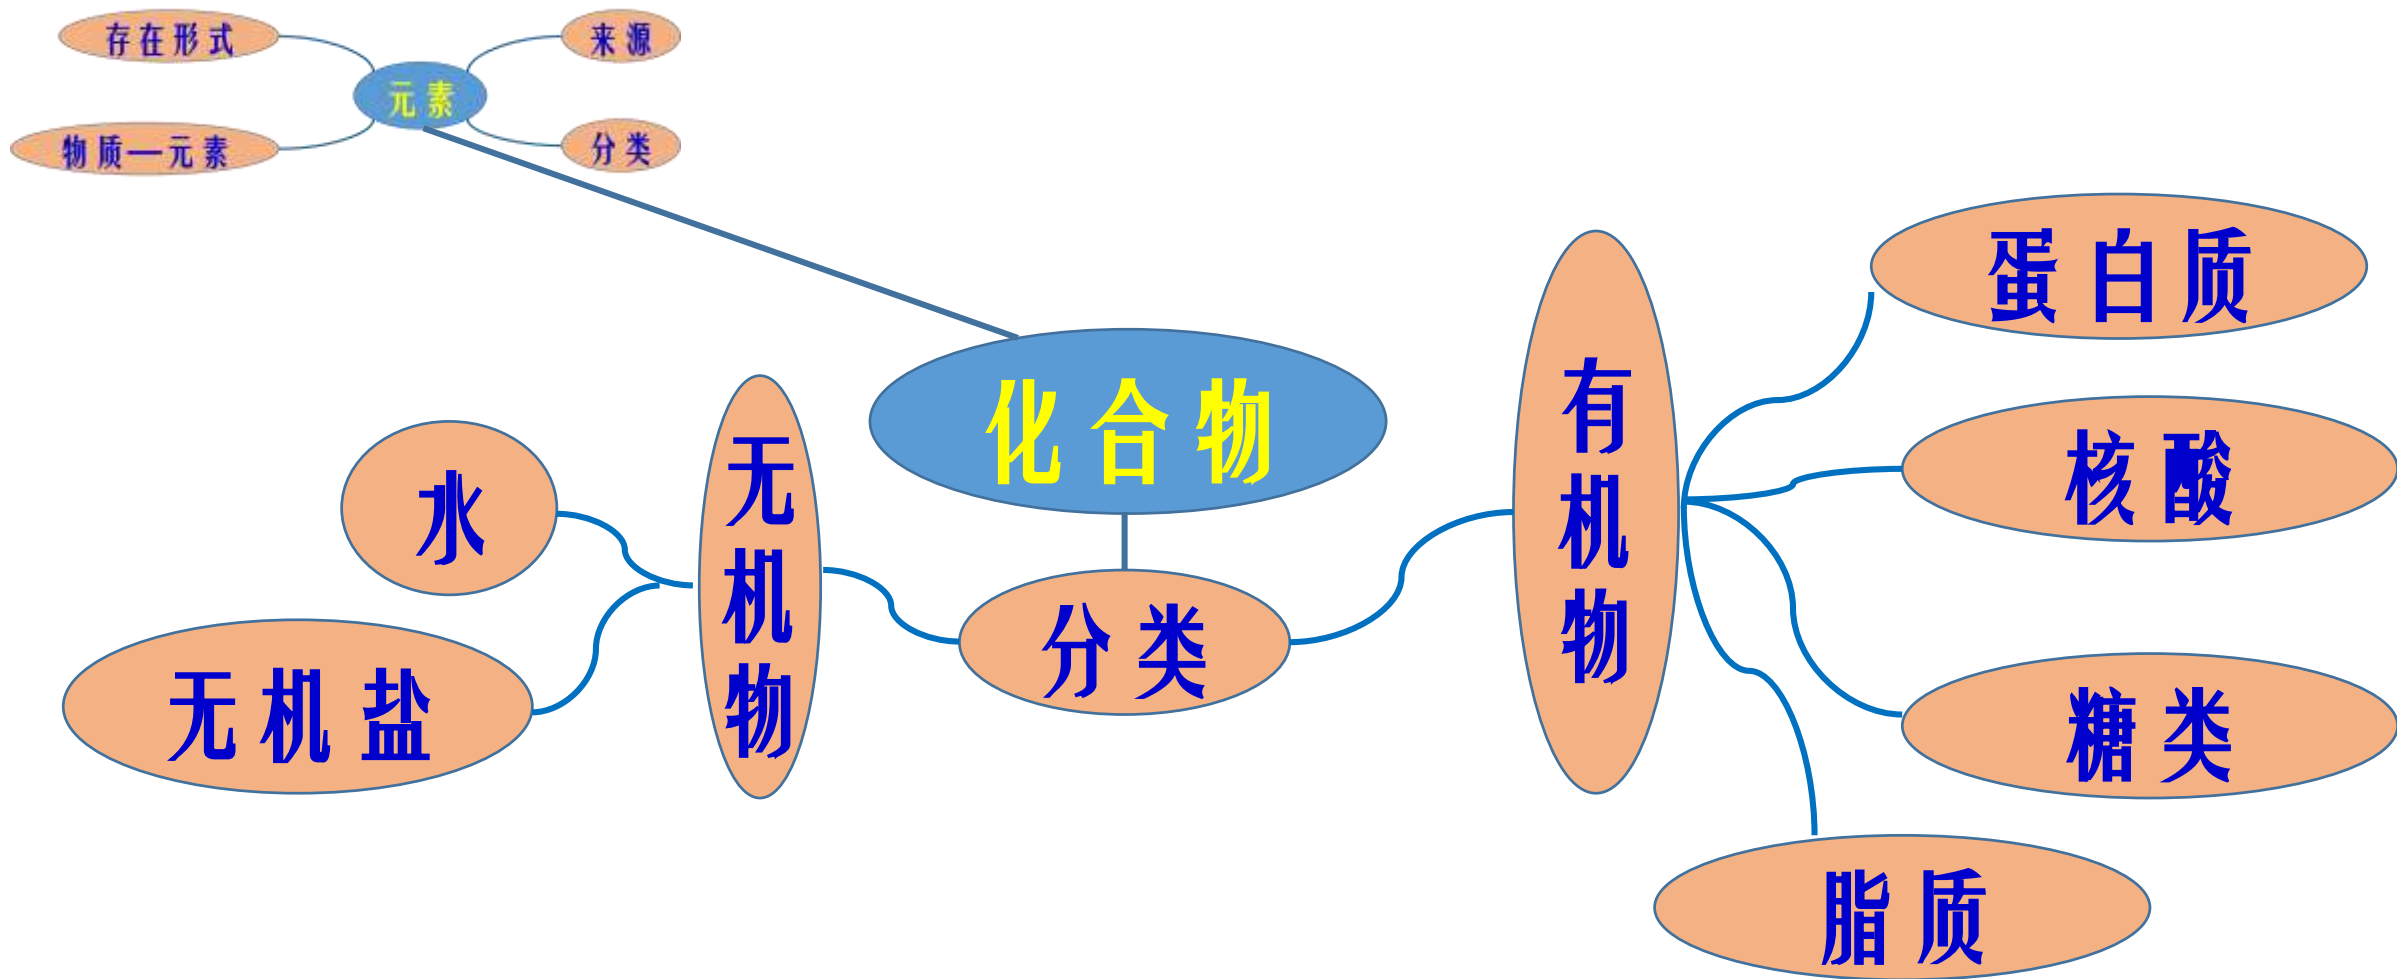 存在形式
来源
元素
物质—元素
分类
化合物
分类
无机物
水
无机盐
有机物
蛋白质
核酸
糖类
脂质